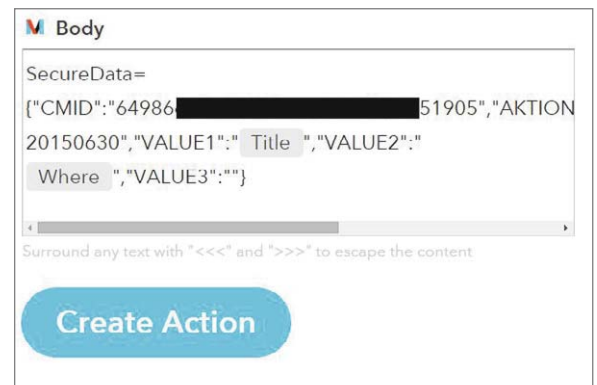 Body
SecureData=
{"CMID":"64986 51905","AKTION
20150630","VALUE1":" Title ","VALUE2":"
Where ","VALUE3":""}
Surround any text with "<<<" and ">>>" to escape the content
Create Action